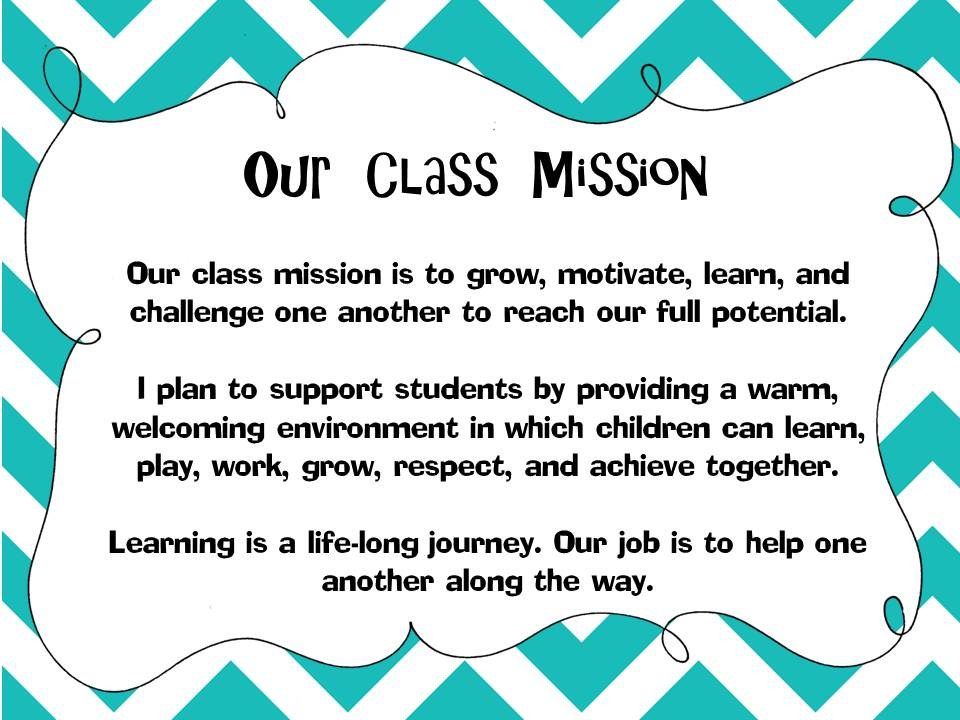 Our Class Mission
Our class mission is to grow, motivate, learn, and
challenge one another to reach our full potential.
I plan to support students by providing a warm,
welcoming environment in which children can learn,
play, work, grow, respect, and achieve together.
Learning is a life-long journey. Our job is to help one
another along the way.